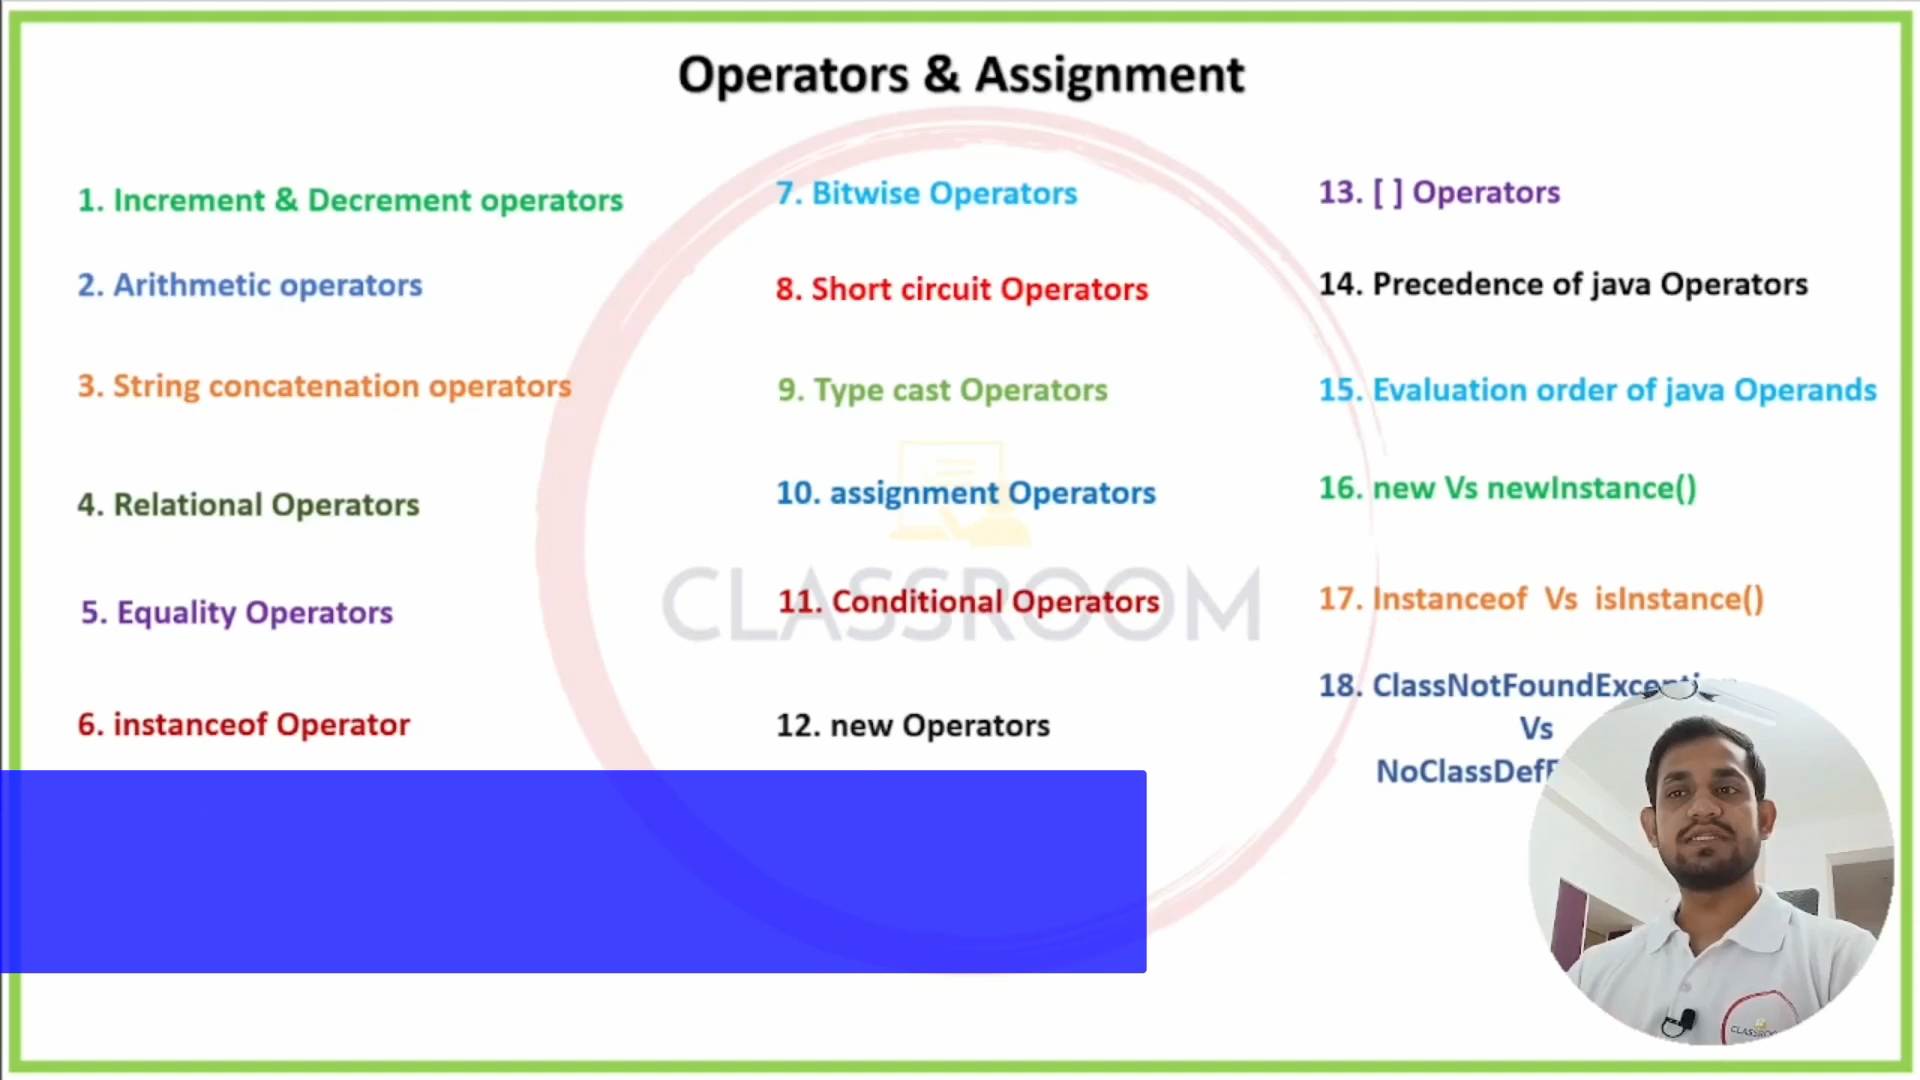 Operators & Assignment
1. Increment & Decrement operators
2. Arithmetic operators
3. String concatenation operators
4. Relational Operators
5. Equality Operators
6. instanceof Operator
7. Bitwise Operators
8. Short circuit Operators
9. Type cast Operators
10. assignment Operators
11. Conditional Operators
12. new Operators
13. [ ] Operators
14. Precedence of java Operators
15. Evaluation order of java Operands
16. new Vs newInstance()
17. Instanceof Vs isInstance()
18. ClassNotFoundException
Vs
CLASSROOM